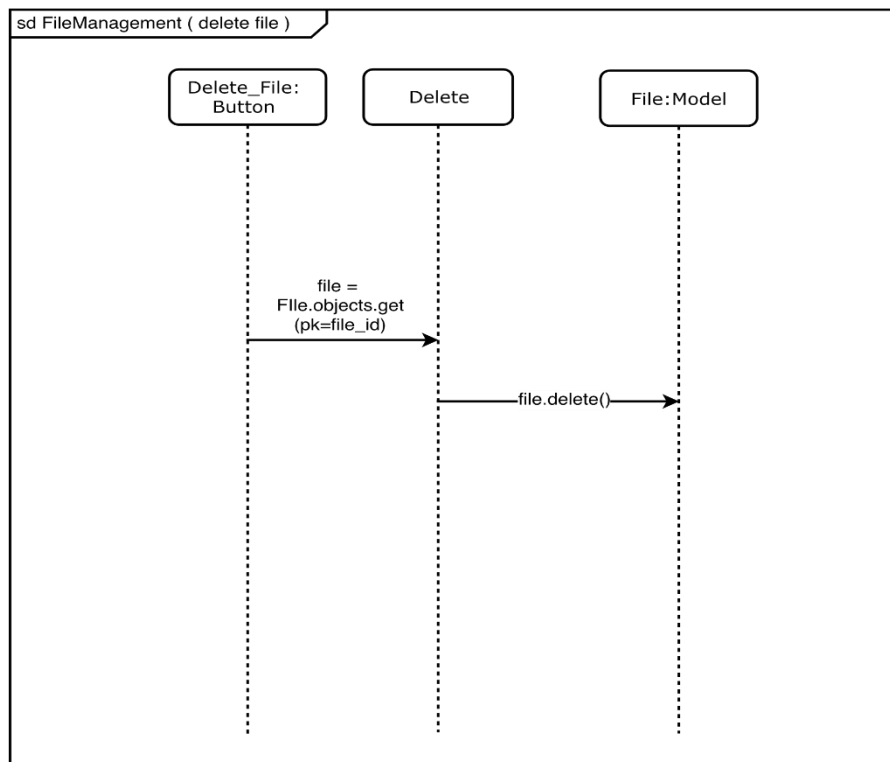 sd FileManagement ( delete file )
Delete_File:
Button
Delete
File:Model
file =
FIle.objects.get
(pk=file_id)
file.delete()